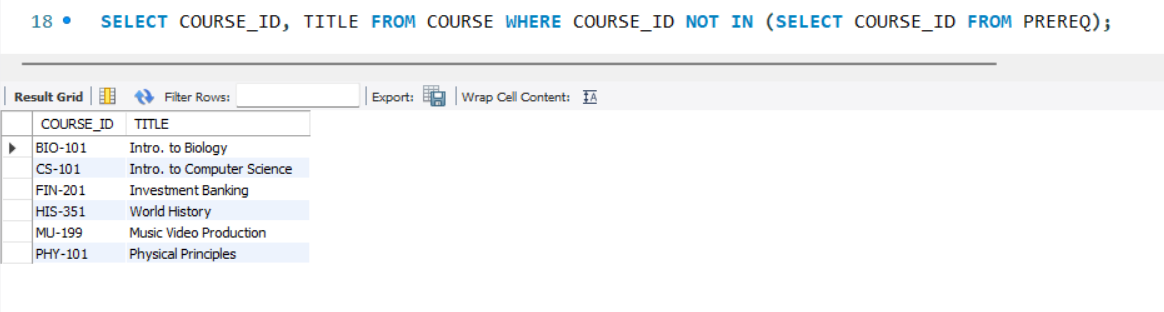 18 SELECT COURSE_ID, TITLE FROM COURSE WHERE COURSE_ID NOT IN (SELECT COURSE_ID FROM PREREQ);
Result Grid Filter Rows: Export: Wrap Cell Content: IA
COURSE_ID TITLE
BIO-101 Intro. to Biology
CS-101 Intro. to Computer Science
FIN-201 Investment Banking
HIS-351 World History
MU-199 Music Video Production
PHY-101 Physical Principles